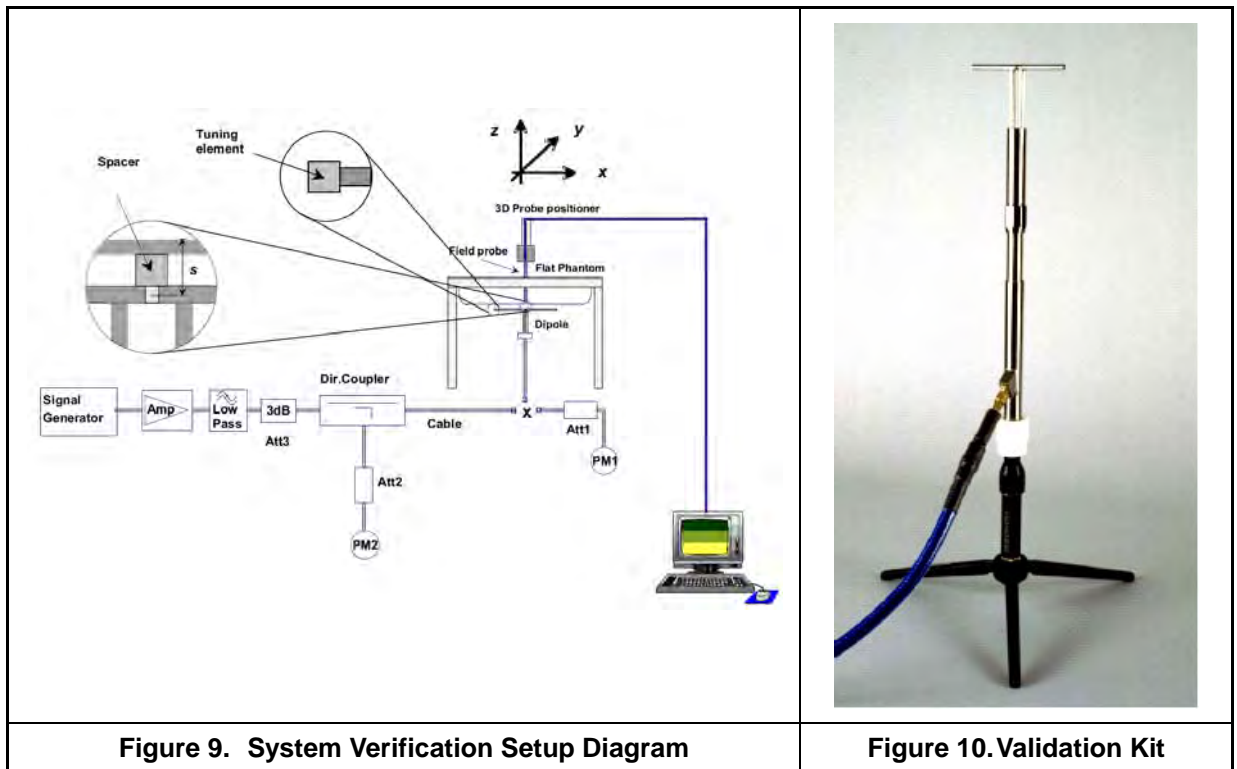 Tuning
element
Spacer
s
z
y
x
3D Probe positioner
Field probe
Flat Phantom
Dipole
Signal
Generator
Amp
Low
Pass
3dB
Att3
Dir.Coupler
Cable
x
Att1
PM1
Att2
PM2
Figure 9. System Verification Setup Diagram
Figure 10.Validation Kit